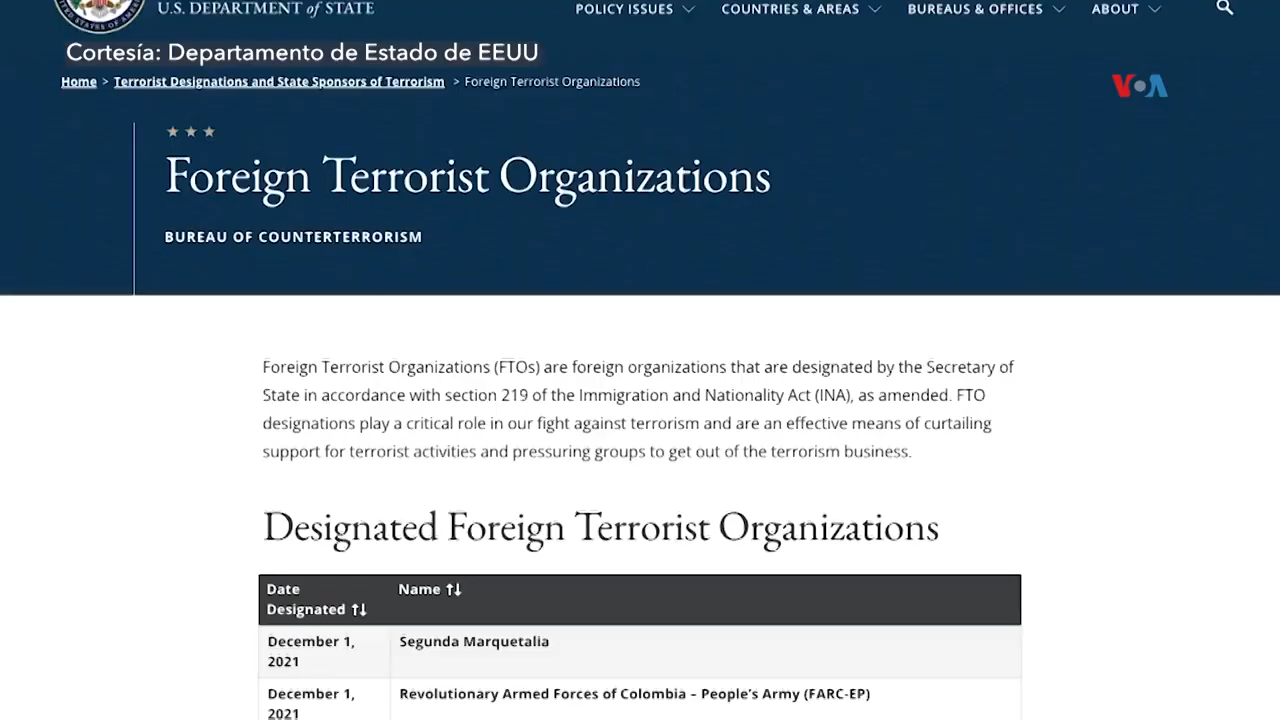 U.S. DEPARTMENT of STATE
POLICY ISSUES
COUNTRIES & AREAS
BUREAUS & OFFICES
ABOUT
Cortesía: Departamento de Estado de EEUU
Home > Terrorist Designations and State Sponsors of Terrorism > Foreign Terrorist Organizations
VOA
Foreign Terrorist Organizations
BUREAU OF COUNTERTERRORISM
Foreign Terrorist Organizations (FTOs) are foreign organizations that are designated by the Secretary of
State in accordance with section 219 of the Immigration and Nationality Act (INA), as amended. FTO
designations play a critical role in our fight against terrorism and are an effective means of curtailing
support for terrorist activities and pressuring groups to get out of the terrorism business.
Designated Foreign Terrorist Organizations
Date
Designated
Name
December 1,
2021
Segunda Marquetalia
December 1,
2021
Revolutionary Armed Forces of Colombia – People's Army (FARC-EP)